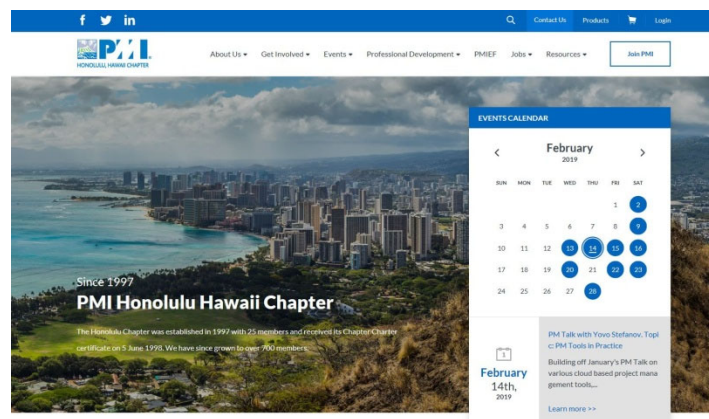 f in
Contact Us Products Login
PMI
HONOLULU, HAWAII CHAPTER
About Us Get Involved Events Professional Development PMIEF Jobs Resources Join PMI
EVENTS CALENDAR
February
2019
SUN MON TUE WED THU FRI SAT
1 2
3 4 5 6 7 8 9
10 11 12 13 14 15 16
17 18 19 20 21 22 23
24 25 26 27 28
Since 1997
PMI Honolulu Hawaii Chapter
The Honolulu Chapter was established in 1997 with 25 members and received its Chapter Charter
certificate on 5 June 1998. We have since grown to over 700 members.
1
February
14th,
2019
PM Talk with Yovo Stefanov. Topi
c: PM Tools in Practice
Building off January's PM Talk on
various cloud based project mana
gement tools,...
Learn more >>